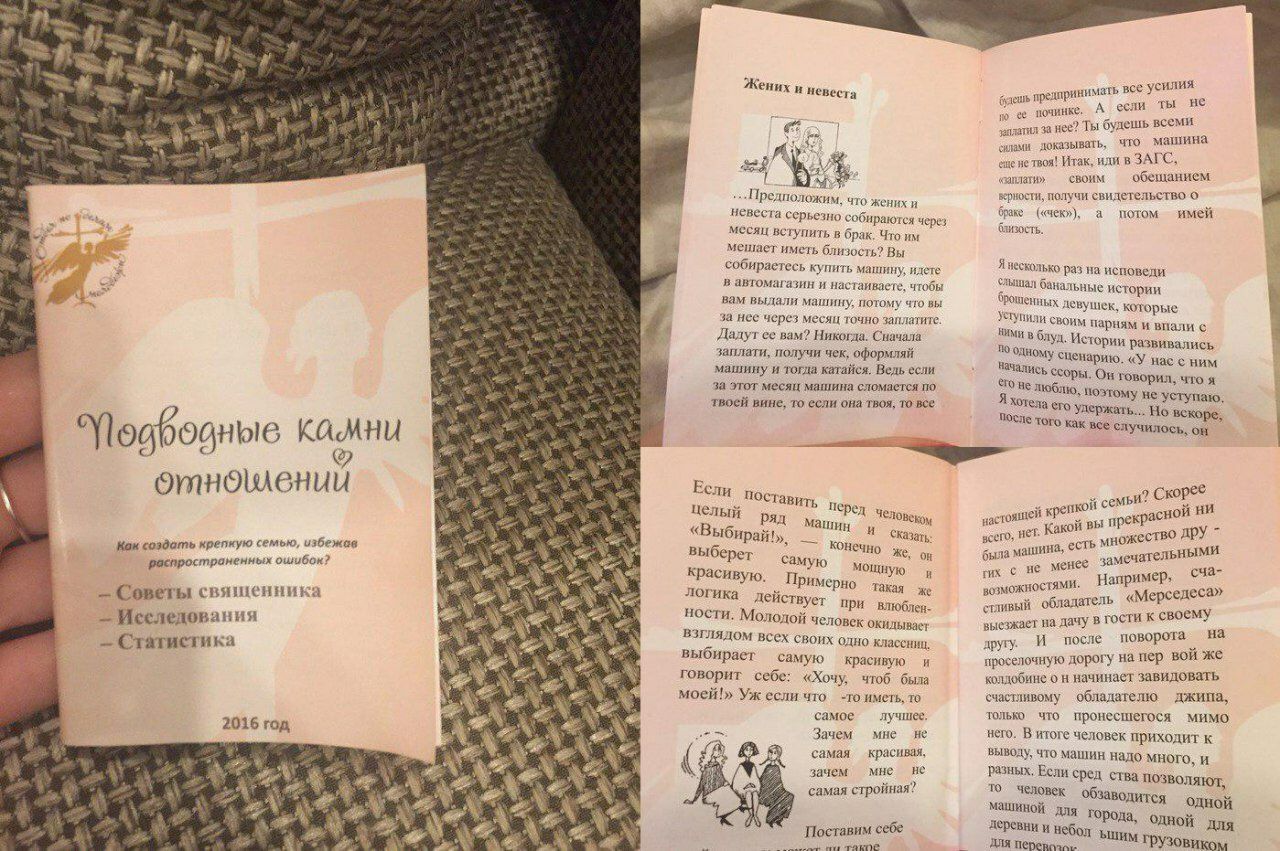 Подводные камни
отношений
Как создать крепкую семью, избежав
распространенных ошибок?
– Советы священника
– Исследования
– Статистика
2016 год
Жених и невеста
…Предположим, что жених и
невеста серьезно собираются через
месяц вступить в брак. Что им
мешает иметь близость? Вы
собираетесь купить машину, идете
в автомагазин и настаиваете, чтобы
вам выдали машину, потому что вы
за нее через месяц точно заплатите.
Дадут ее вам? Никогда. Сначала
заплати, получи чек, оформляй
машину и тогда катайся. Ведь если
за этот месяц машина сломается по
твоей вине, то если она твоя, то все
будешь предпринимать все усилия
по ее починке. А если ты не
заплатил за нее? Ты будешь всеми
силами доказывать, что машина
еще не твоя! Итак, иди в ЗАГС,
«заплати» своим обещанием
верности, получи свидетельство о
браке («чек»), а потом имей
близость.
Я несколько раз на исповеди
слышал банальные истории
брошенных девушек, которые
уступили своим парням и впали с
ними в блуд. Истории развивались
по одному сценарию. «У нас с ним
начались ссоры. Он говорил, что я
его не люблю, поэтому не уступаю.
Я хотела его удержать... Но вскоре,
после того как все случилось, он
Если поставить перед человеком
целый ряд машин и сказать:
«Выбирай!», — конечно же, он
выберет самую мощную и
красивую. Примерно такая же
логика действует при влюблен-
ности. Молодой человек окидывает
взглядом всех своих одно классниц,
выбирает самую красивую и
говорит себе: «Хочу, чтоб была
моей!» Уж если что -то иметь, то
самое лучшее.
Зачем мне не
самая красивая,
зачем мне не
самая стройная?
Поставим себе
может ли такое
настоящей крепкой семьи? Скорее
всего, нет. Какой вы прекрасной ни
была машина, есть множество дру -
гих с не менее замечательными
возможностями. Например, сча-
стливый обладатель «Мерседеса»
выезжает на дачу в гости к своему
другу. И после поворота на
проселочную дорогу на пер вой же
колдобине о н начинает завидовать
счастливому обладателю джипа,
только что пронесшегося мимо
него. В итоге человек приходит к
выводу, что машин надо много, и
разных. Если сред ства позволяют,
то человек обзаводится одной
машиной для города, одной для
деревни и небол ьшим грузовиком
для перевозок